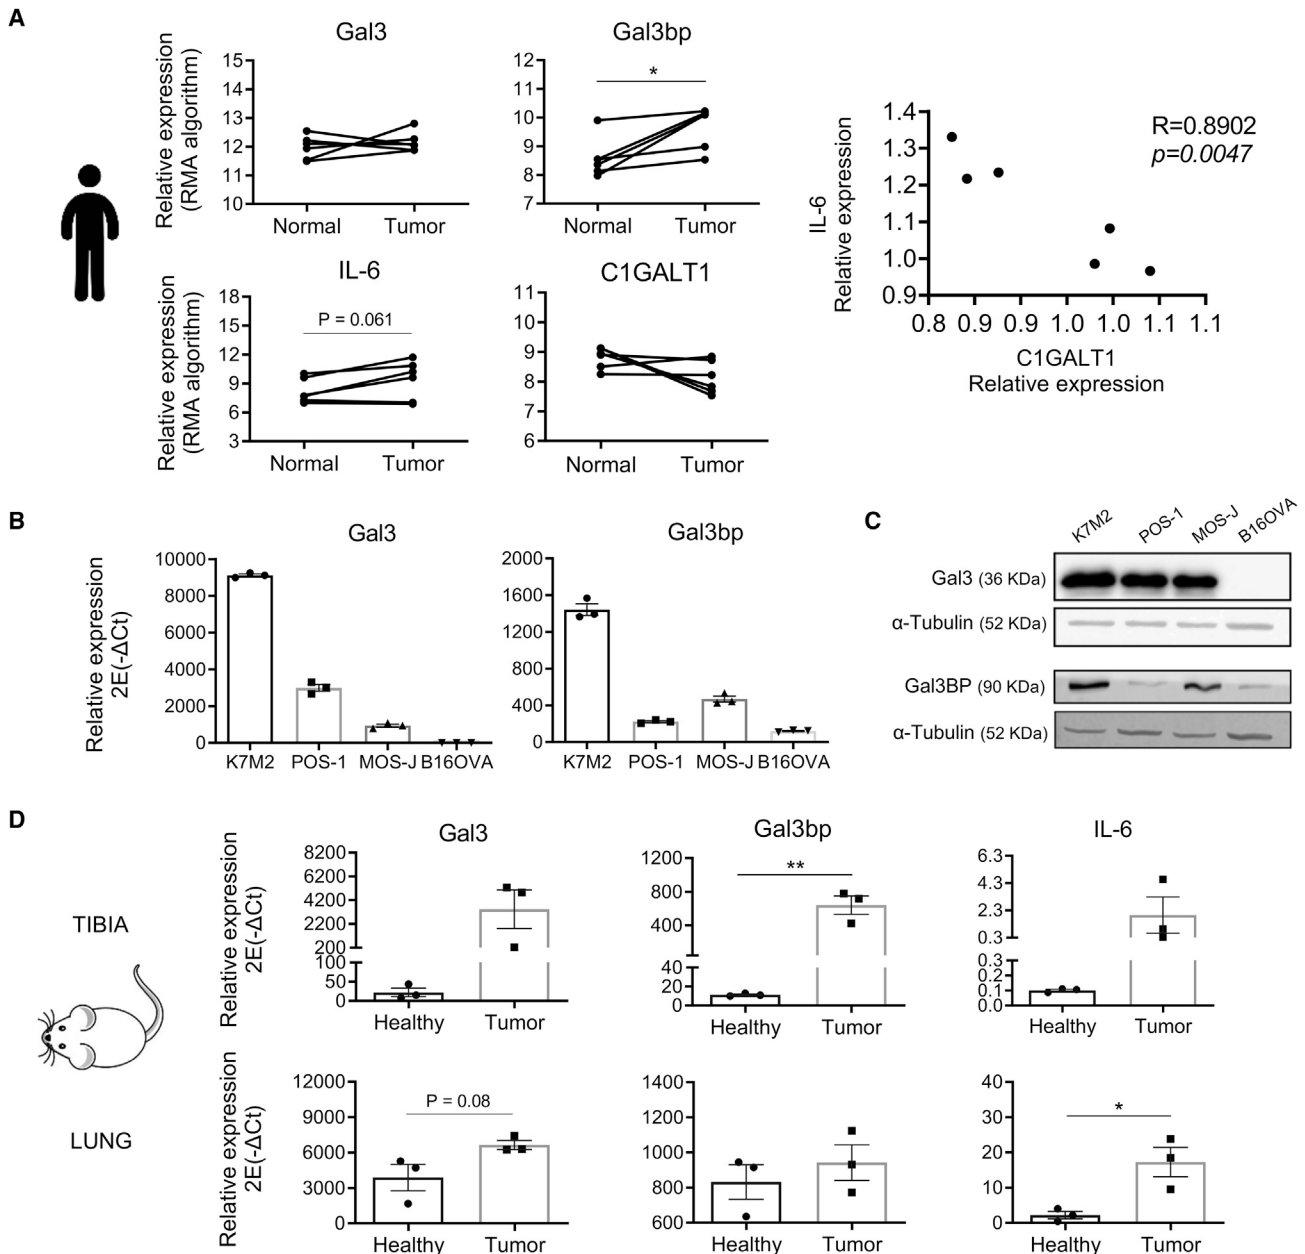 A
Gal3
Relative expression
(RMA algorithm)
15
14
13
12
11
10
Normal
Tumor
Gal3bp
*
12
11
10
9
8
7
Normal
Tumor
IL-6
Relative expression
(RMA algorithm)
P = 0.061
18
15
12
9
6
3
Normal
Tumor
C1GALT1
11
10
9
8
7
6
Normal
Tumor
IL-6
Relative expression
1.4
1.3
1.2
1.1
1.0
0.9
R=0.8902
p=0.0047
0.8 0.9 0.9 1.0 1.0 1.1 1.1
C1GALT1
Relative expression
B
Gal3
Relative expression
2E(-ΔCt)
10000
8000
6000
4000
2000
0
K7M2 POS-1 MOS-J B16OVA
Gal3bp
2000
1600
1200
800
400
0
K7M2 POS-1 MOS-J B16OVA
C
K7M2 POS-1 MOS-J B16OVA
Gal3 (36 KDa)
α-Tubulin (52 KDa)
Gal3BP (90 KDa)
α-Tubulin (52 KDa)
D
TIBIA
Gal3
Relative expression
2E(-ΔCt)
8200
6200
4200
2200
200
100
50
0
Healthy Tumor
Gal3bp
**
1200
800
400
40
20
0
Healthy Tumor
IL-6
6.3
4.3
2.3
0.3
0.3
0.2
0.1
0.0
Healthy Tumor
LUNG
Relative expression
2E(-ΔCt)
P = 0.08
12000
9000
6000
3000
0
Healthy Tumor
1400
1200
1000
800
600
Healthy Tumor
*
40
30
20
10
0
Healthy Tumor